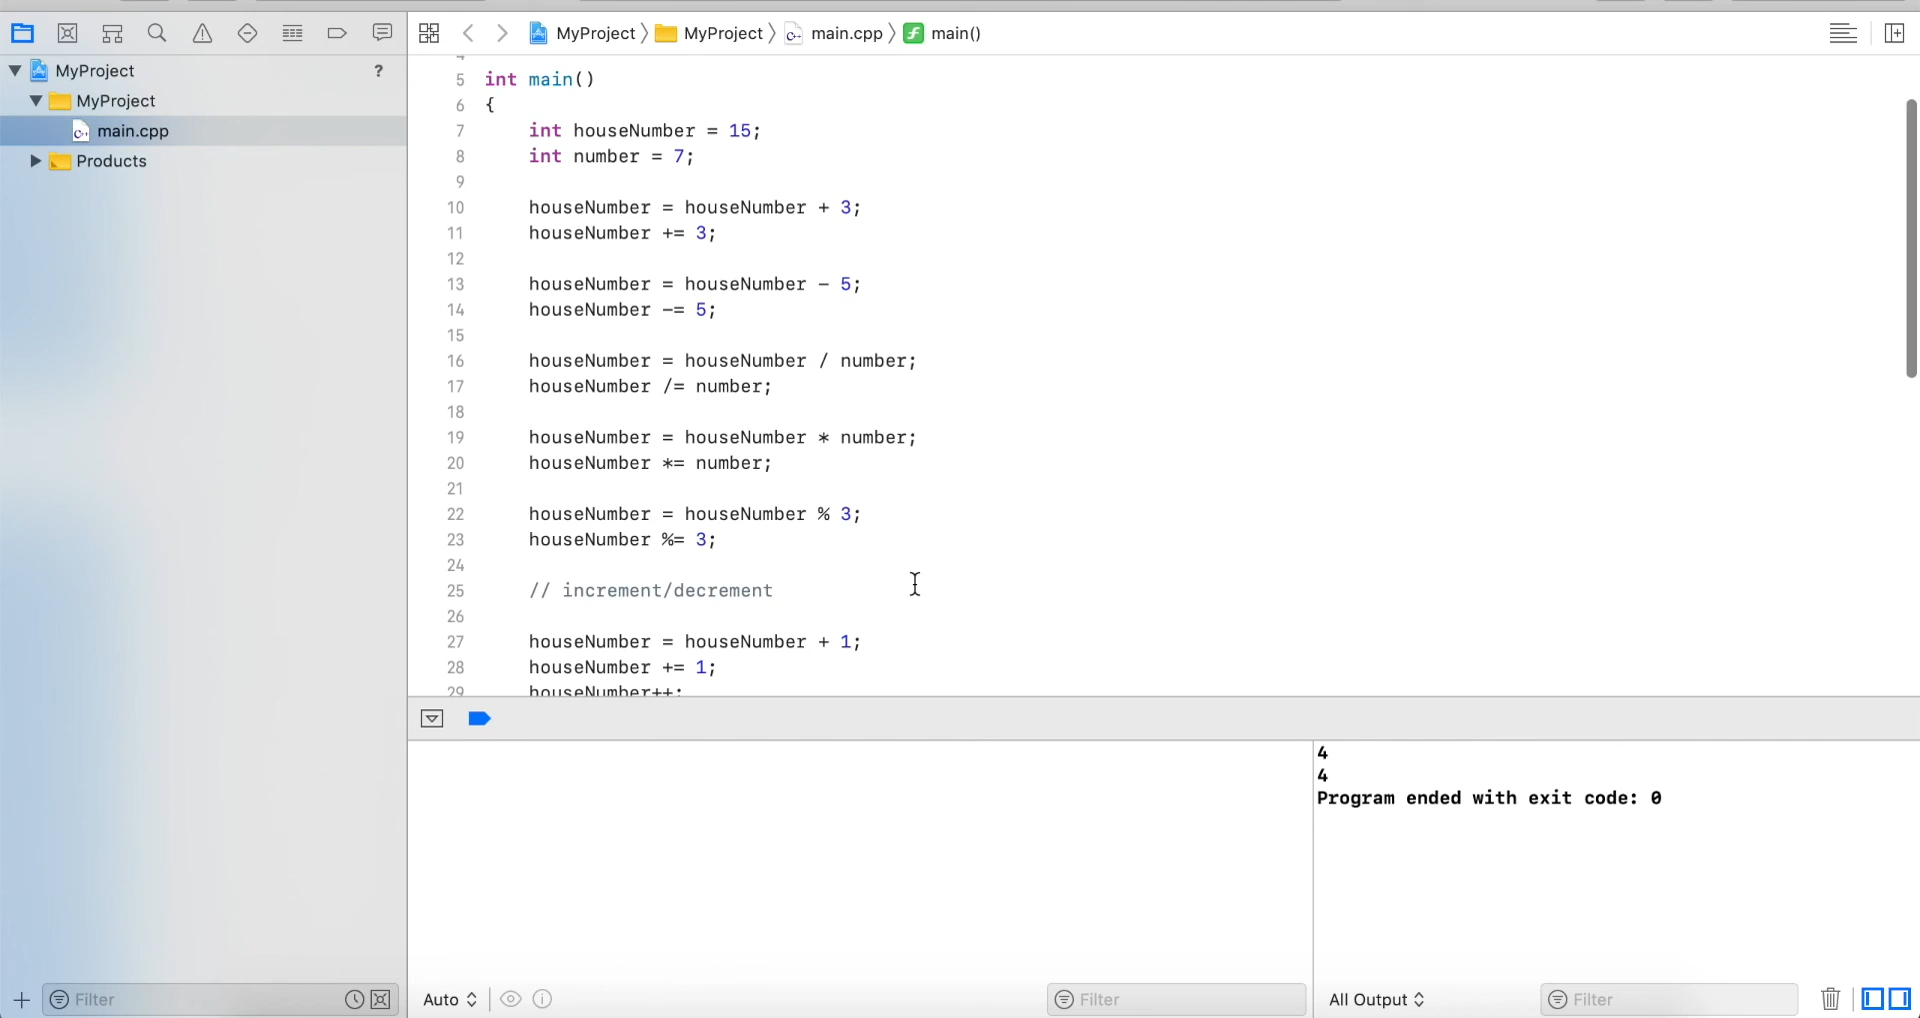 MyProject 〉 MyProject 〉 main.cpp 〉 main()
MyProject ?
MyProject
main.cpp
Products
5 int main()
6 {
7 int houseNumber = 15;
8 int number = 7;
9
10 houseNumber = houseNumber + 3;
11 houseNumber += 3;
12
13 houseNumber = houseNumber - 5;
14 houseNumber -= 5;
15
16 houseNumber = houseNumber / number;
17 houseNumber /= number;
18
19 houseNumber = houseNumber * number;
20 houseNumber *= number;
21
22 houseNumber = houseNumber % 3;
23 houseNumber %= 3;
24
25 // increment/decrement
26
27 houseNumber = houseNumber + 1;
28 houseNumber += 1;
29 houseNumber++;
4
4
Program ended with exit code: 0
Filter
Auto
Filter
All Output
Filter